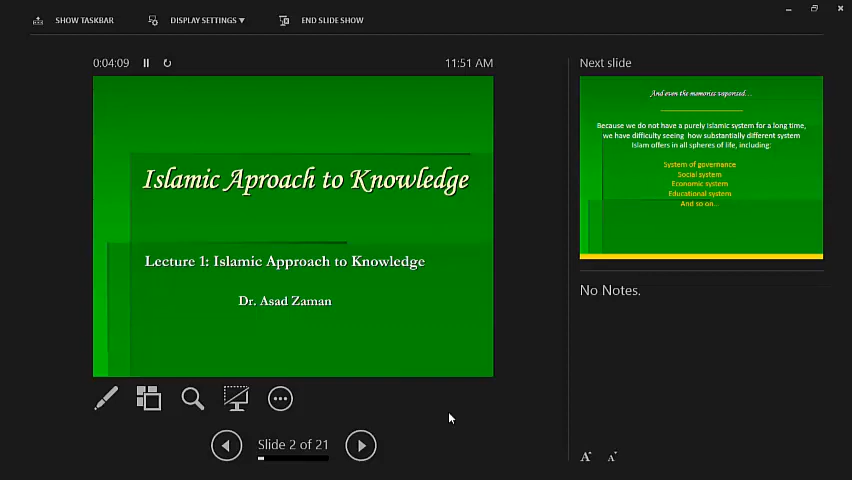 SHOW TASKBAR
DISPLAY SETTINGS ▼
END SLIDE SHOW
0:04:09
11:51 AM
Islamic Aproach to Knowledge
Lecture 1: Islamic Approach to Knowledge
Dr. Asad Zaman
Slide 2 of 21
Next slide
And even the memories vaporized...
Because we do not have a purely Islamic system for a long time,
we have difficulty seeing how substantially different system
Islam offers in all spheres of life, including:
System of governance
Social system
Economic system
Educational system
And so on...
No Notes.
A A